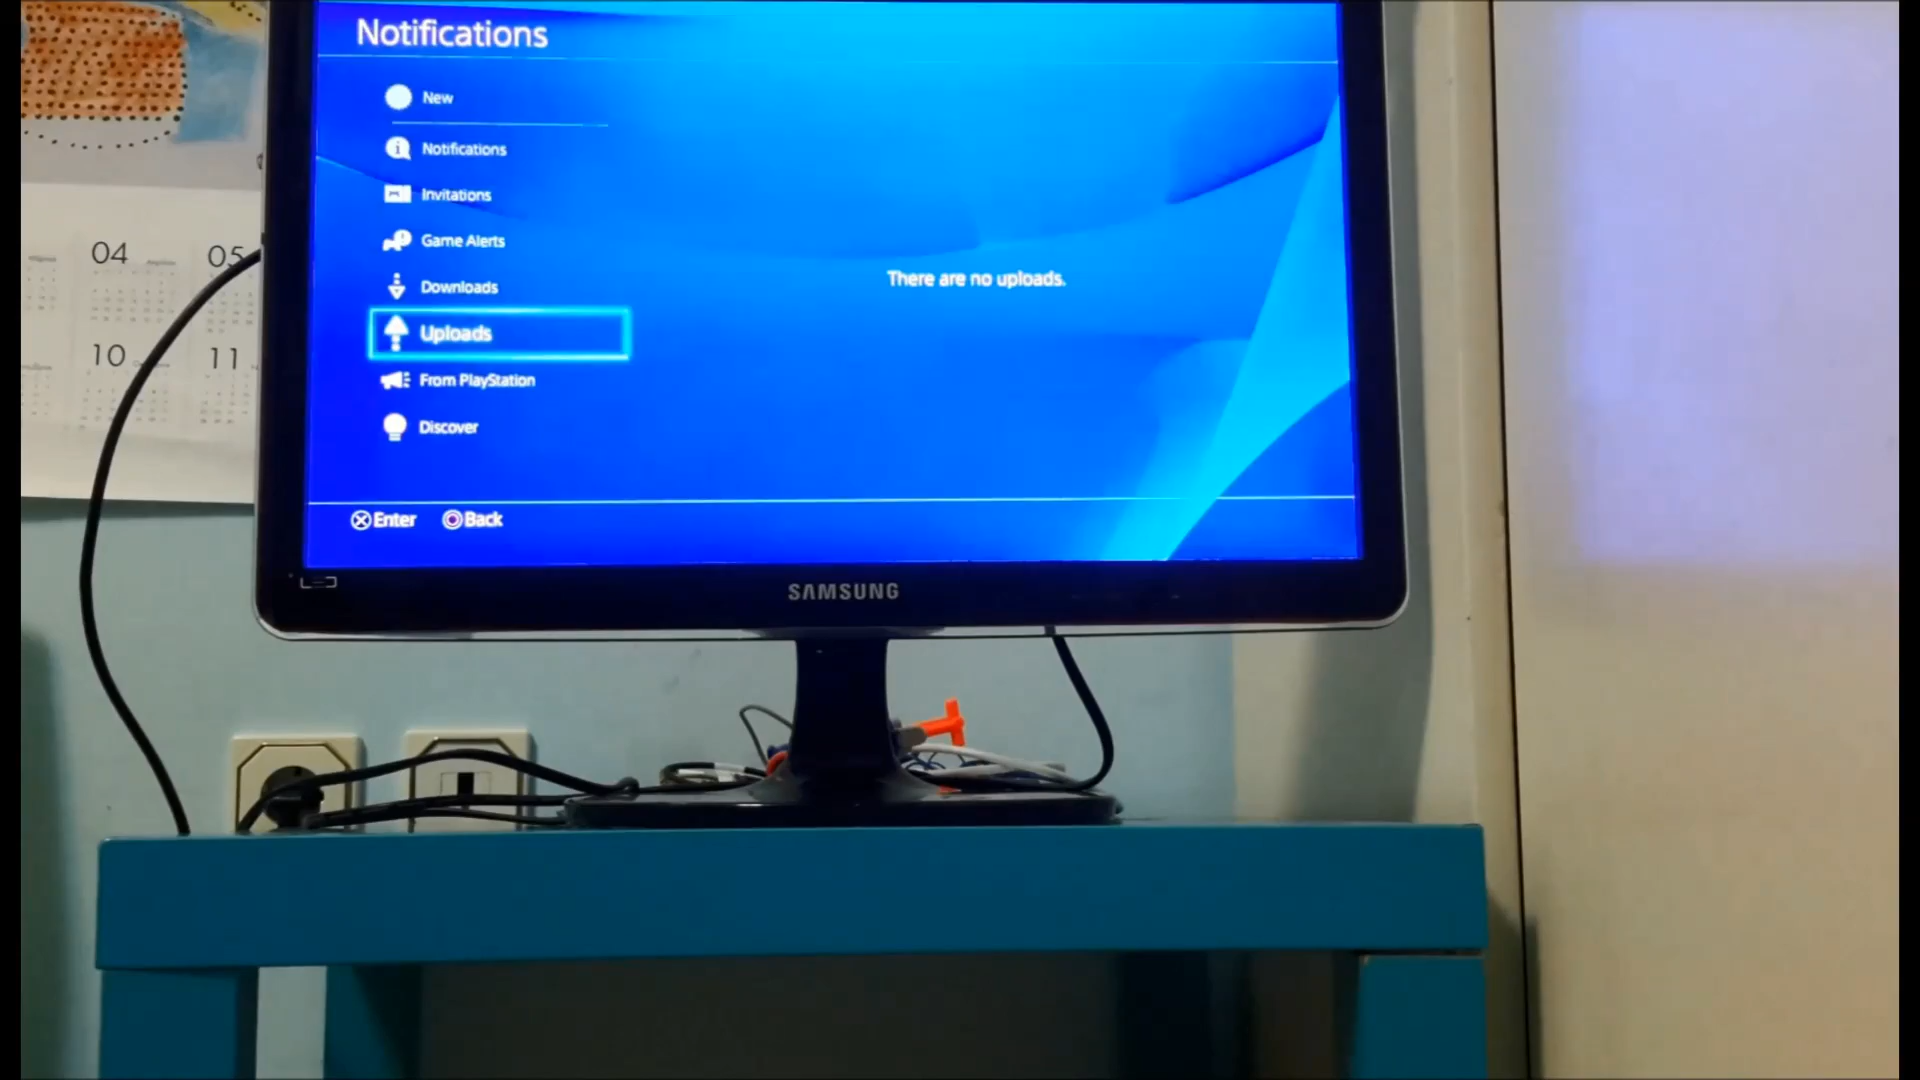 Notifications
New
Notifications
Invitations
Game Alerts
Downloads
Uploads
From PlayStation
Discover
There are no uploads.
Enter
Back
SAMSUNG
04
05
10
11